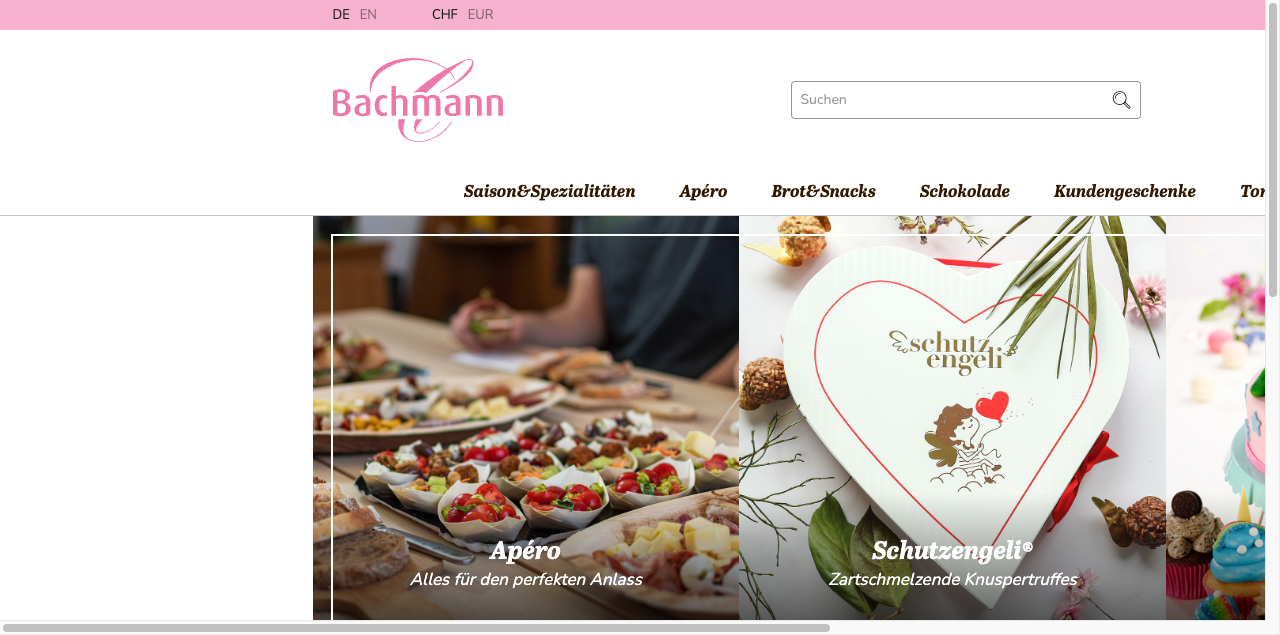 DE EN CHF EUR
Bachmann
Suchen
Saison&Spezialitäten Apéro Brot&Snacks Schokolade Kundengeschenke
schutz
engeli
Apéro
Alles für den perfekten Anlass
Schutzengeli®
Zartschmelzende Knuspertruffes